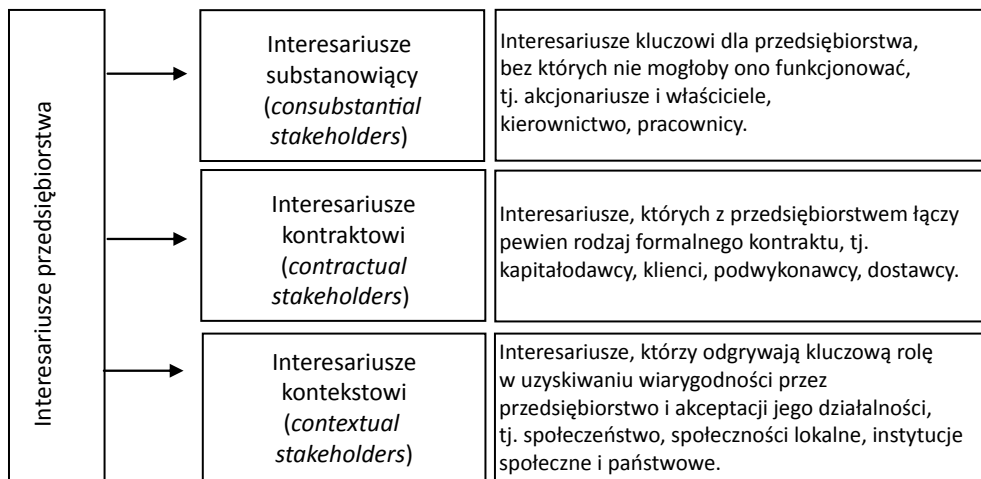 Interesariusze przedsiębiorstwa
Interesariusze
substanowiący
(consubstantial
stakeholders)
Interesariusze kluczowi dla przedsiębiorstwa,
bez których nie mogłoby ono funkcjonować,
tj. akcjonariusze i właściciele,
kierownictwo, pracownicy.
Interesariusze
kontraktowi
(contractual
stakeholders)
Interesariusze, których z przedsiębiorstwem łączy
pewien rodzaj formalnego kontraktu, tj.
kapitałodawcy, klienci, podwykonawcy, dostawcy.
Interesariusze
kontekstowi
(contextual
stakeholders)
Interesariusze, którzy odgrywają kluczową rolę
w uzyskiwaniu wiarygodności przez
przedsiębiorstwo i akceptacji jego działalności,
tj. społeczeństwo, społeczności lokalne, instytucje
społeczne i państwowe.